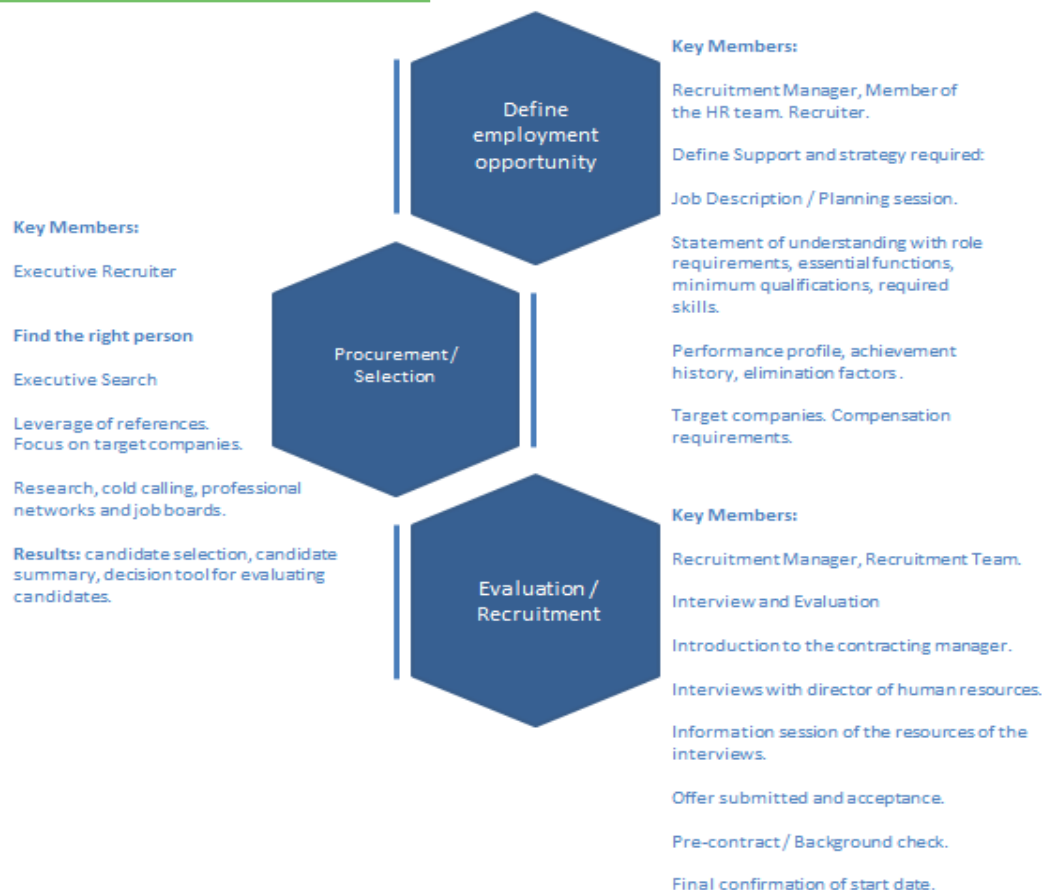 Define
employment
opportunity
Key Members:
Recruitment Manager, Member of
the HR team. Recruiter.
Define Support and strategy required:
Job Description / Planning session.
Statement of understanding with role
requirements, essential functions,
minimum qualifications, required
skills.
Performance profile, achievement
history, elimination factors.
Target companies. Compensation
requirements.
Procurement /
Selection
Key Members:
Executive Recruiter
Find the right person
Executive Search
Leverage of references.
Focus on target companies.
Research, cold calling, professional
networks and job boards.
Results: candidate selection, candidate
summary, decision tool for evaluating
candidates.
Evaluation /
Recruitment
Key Members:
Recruitment Manager, Recruitment Team.
Interview and Evaluation
Introduction to the contracting manager.
Interviews with director of human resources.
Information session of the resources of the
interviews.
Offer submitted and acceptance.
Pre-contract / Background check.
Final confirmation of start date.